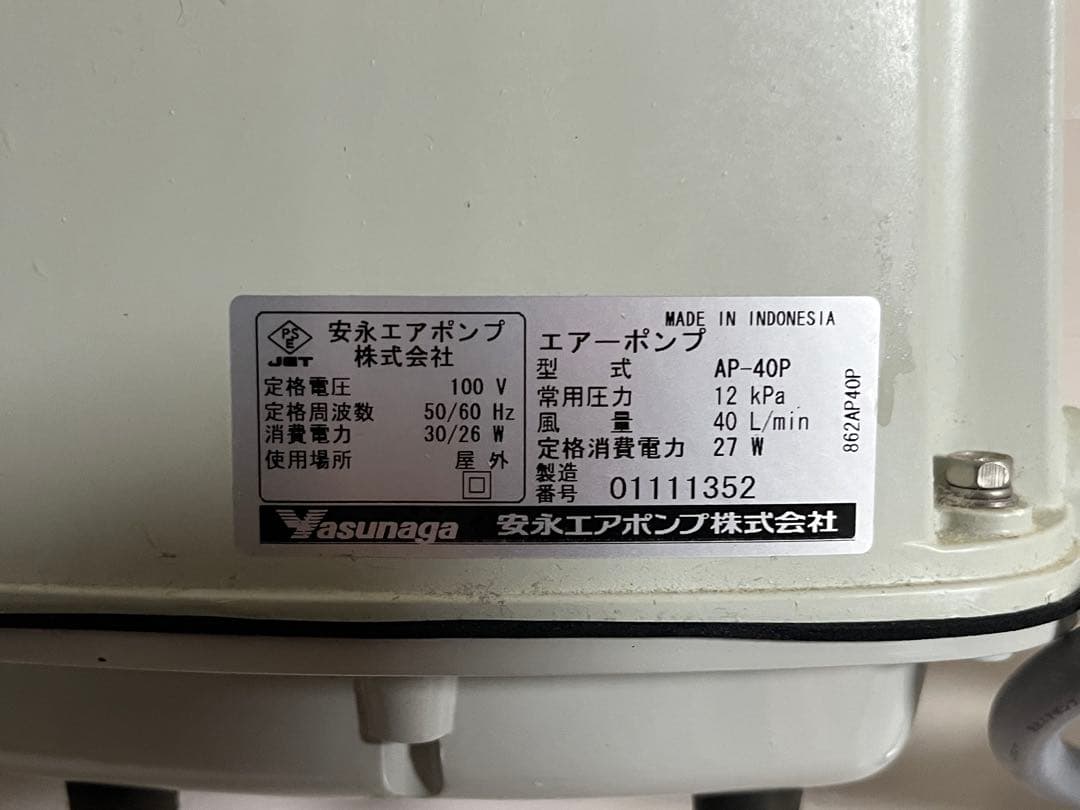 PS
E
JET
安永エアポンプ
株式会社
定格電圧 100 V
定格周波数 50/60 Hz
消費電力 30/26 W
使用場所 屋 外
MADE IN INDONESIA
エアーポンプ
型 式 AP-40P
常用圧力 12 kPa
風 量 40 L/min
定格消費電力 27 W
製造
番号 01111352
862AP40P
Yasunaga 安永エアポンプ株式会社